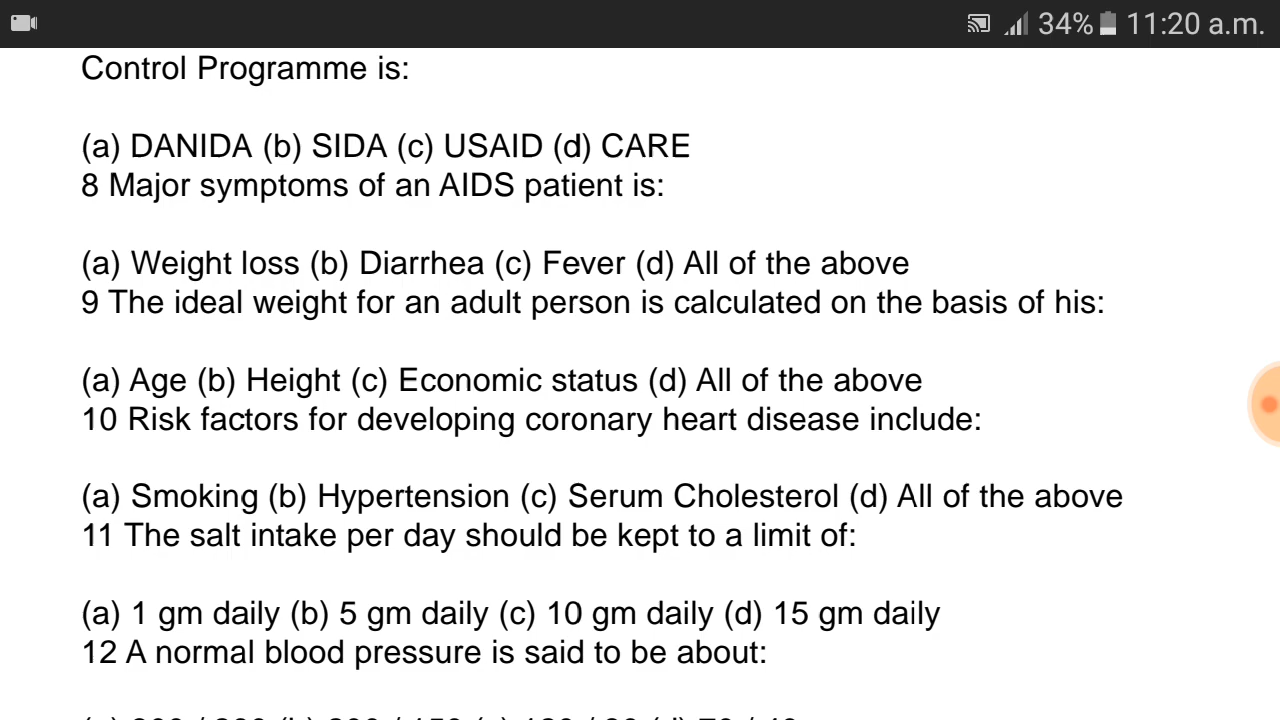 34% 11:20 a.m.
Control Programme is:
(a) DANIDA (b) SIDA (c) USAID (d) CARE
8 Major symptoms of an AIDS patient is:
(a) Weight loss (b) Diarrhea (c) Fever (d) All of the above
9 The ideal weight for an adult person is calculated on the basis of his:
(a) Age (b) Height (c) Economic status (d) All of the above
10 Risk factors for developing coronary heart disease include:
(a) Smoking (b) Hypertension (c) Serum Cholesterol (d) All of the above
11 The salt intake per day should be kept to a limit of:
(a) 1 gm daily (b) 5 gm daily (c) 10 gm daily (d) 15 gm daily
12 A normal blood pressure is said to be about: